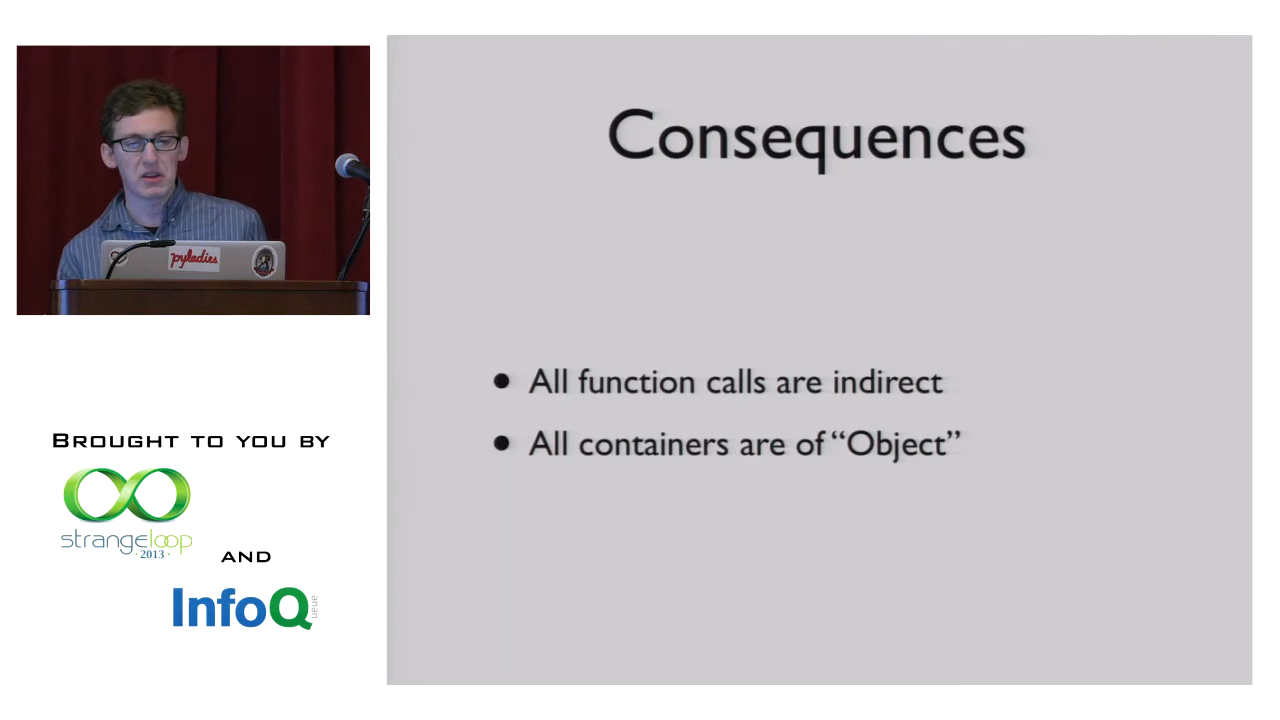 Consequences
pyladies
• All function calls are indirect
• All containers are of “Object”
BROUGHT TO YOU BY
strangeloop
· 2013 ·
AND
InfoQ
ueue